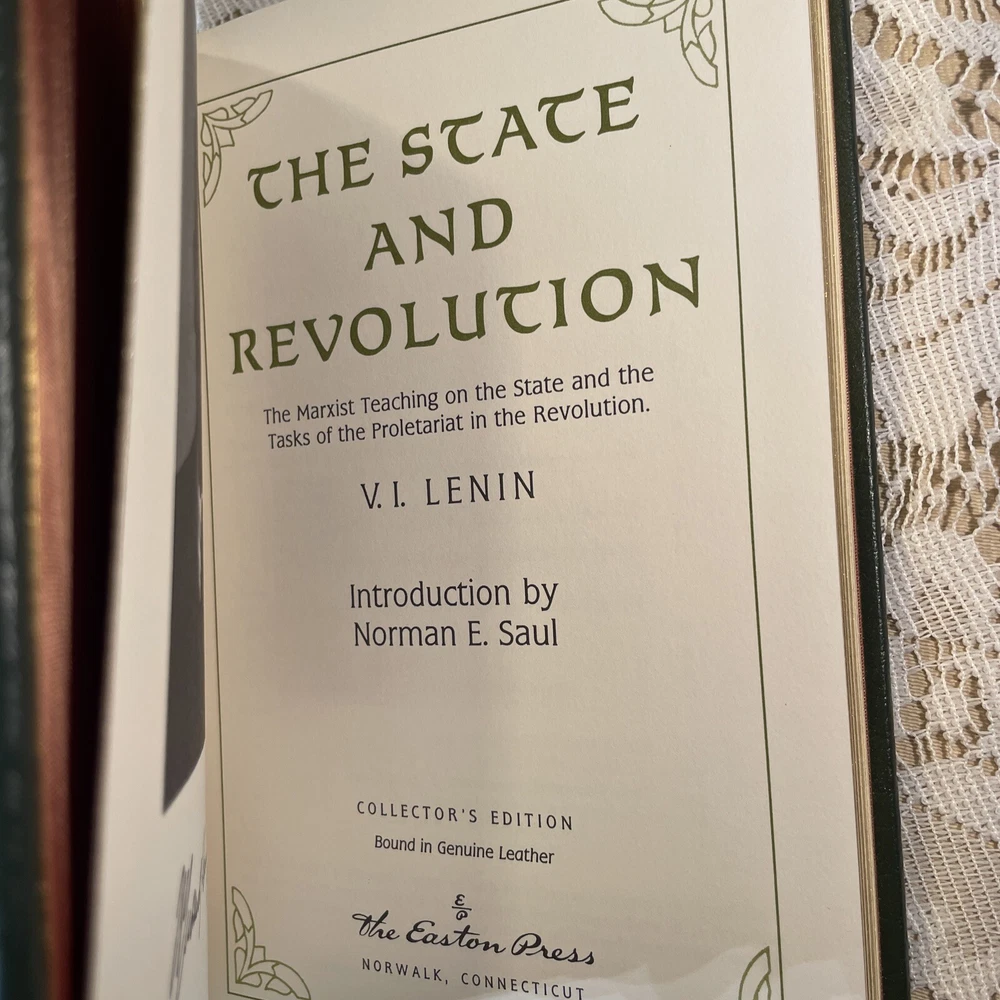 THE STATE
AND
REVOLUTION
The Marxist Teaching on the State and the
Tasks of the Proletariat in the Revolution.
V. I. LENIN
Introduction by
Norman E. Saul
COLLECTOR'S EDITION
Bound in Genuine Leather
E
P
The Easton Press
NORWALK, CONNECTICUT